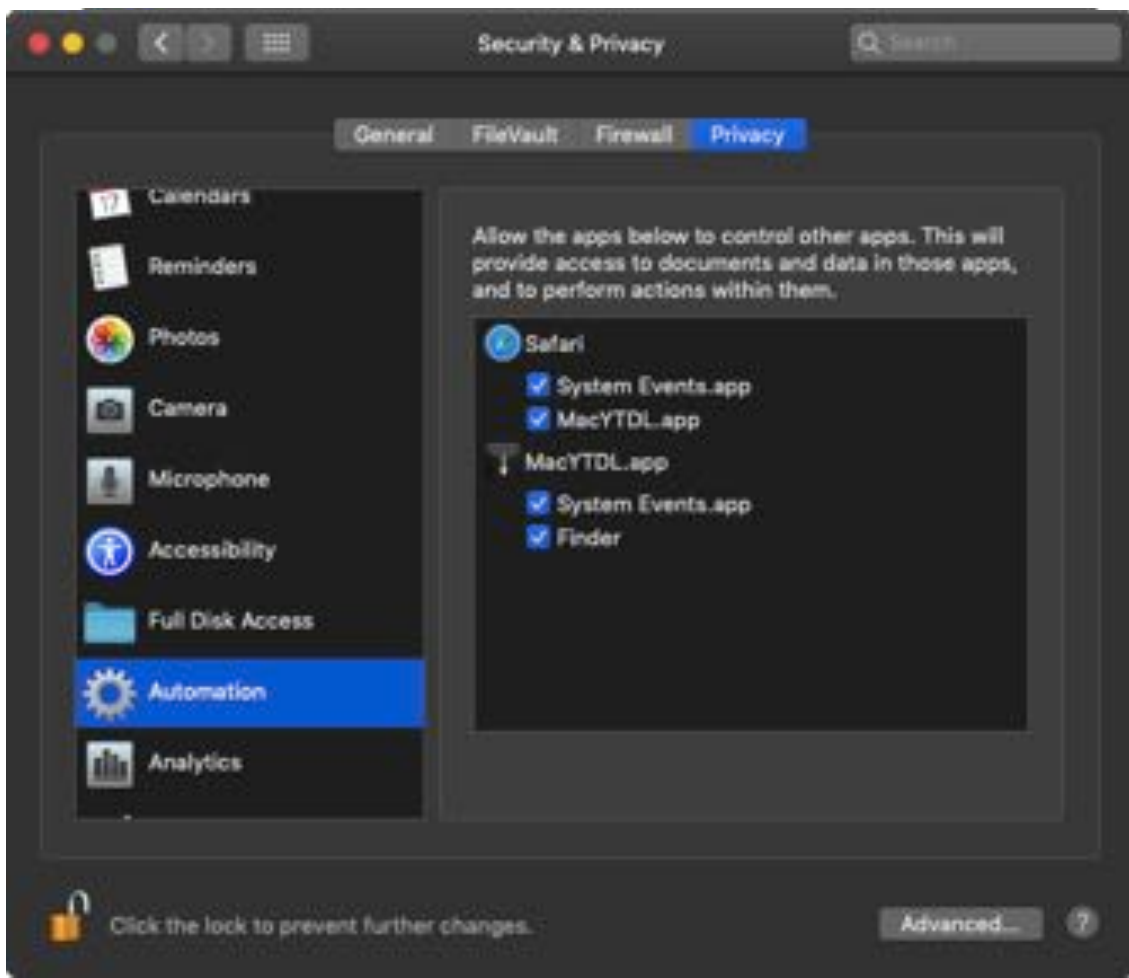 Security & Privacy
Search
General FileVault Firewall Privacy
17
Calendars
Reminders
Photos
Camera
Microphone
Accessibility
Full Disk Access
Automation
Analytics
Allow the apps below to control other apps. This will
provide access to documents and data in those apps,
and to perform actions within them.
Safari
System Events.app
MacYTDL.app
MacYTDL.app
System Events.app
Finder
Click the lock to prevent further changes.
Advanced...
?